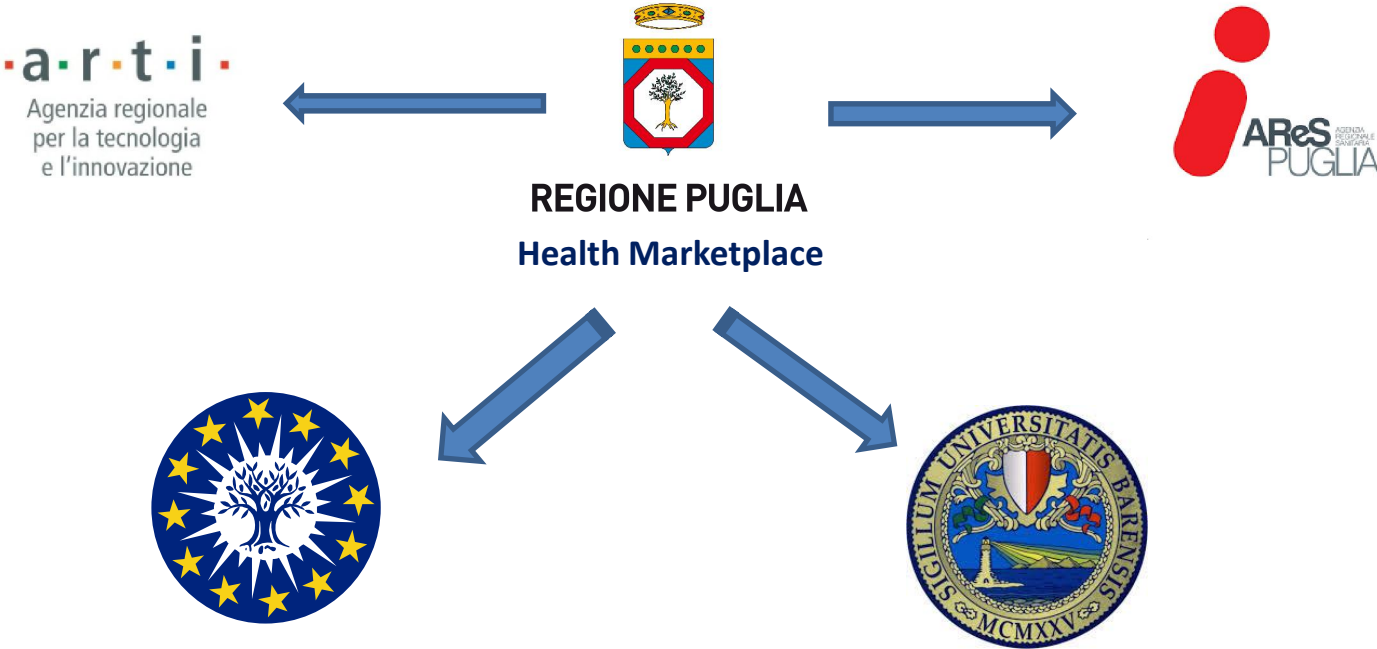 ·a·r·t·i·
Agenzia regionale
per la tecnologia
e l'innovazione
REGIONE PUGLIA
Health Marketplace
AReS AGENZIA
REGIONALE
SANITARIA
PUGLIA
SIGILLUM UNIVERSITATIS BARENSIS
MCMXXV